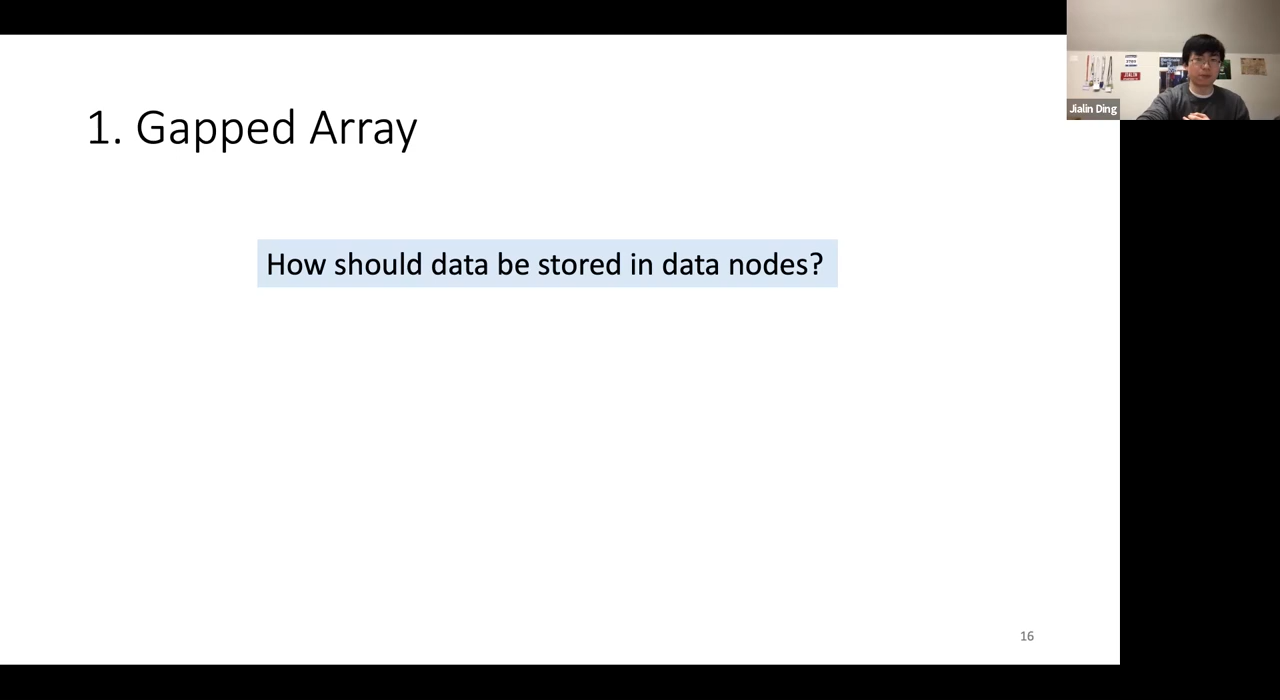 1. Gapped Array
How should data be stored in data nodes?
16
Jialin Ding